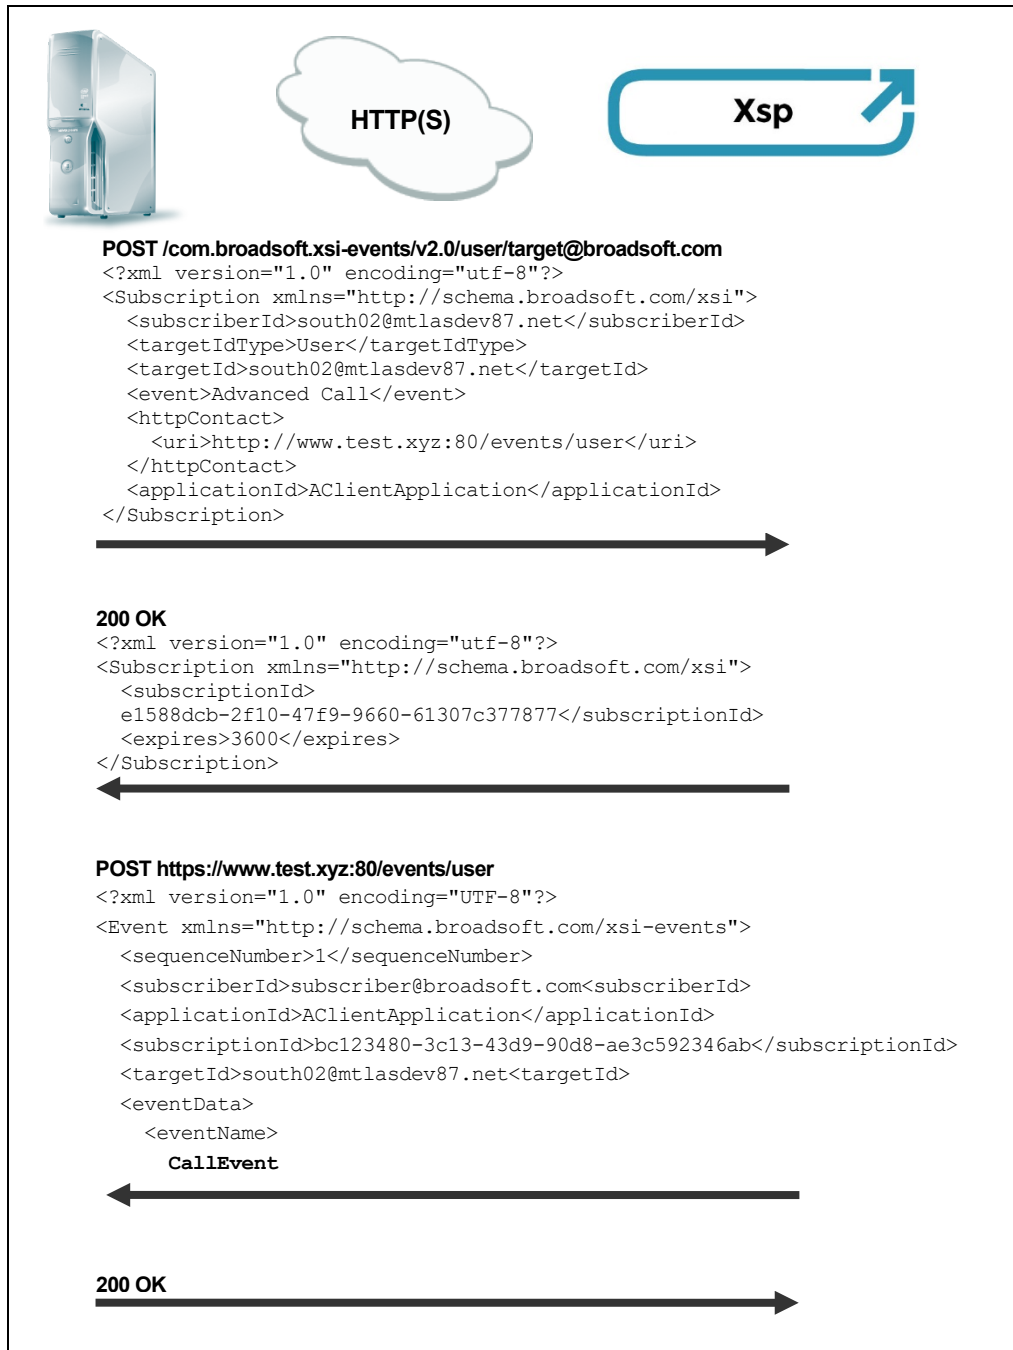 HTTP(S)
Xsp
POST /com.broadsoft.xsi-events/v2.0/user/target@broadsoft.com
<?xml version="1.0" encoding="utf-8"?>
<Subscription xmlns="http://schema.broadsoft.com/xsi">
<subscriberId>south02@mtlasdev87.net</subscriberId>
<targetIdType>User</targetIdType>
<targetId>south02@mtlasdev87.net</targetId>
<event>Advanced Call</event>
<httpContact>
<uri>http://www.test.xyz:80/events/user</uri>
</httpContact>
<applicationId>AClientApplication</applicationId>
</Subscription>
200 OK
<?xml version="1.0" encoding="utf-8"?>
<Subscription xmlns="http://schema.broadsoft.com/xsi">
<subscriptionId>
e1588dcb-2f10-47f9-9660-61307c377877</subscriptionId>
<expires>3600</expires>
</Subscription>
POST https://www.test.xyz:80/events/user
<?xml version="1.0" encoding="UTF-8"?>
<Event xmlns="http://schema.broadsoft.com/xsi-events">
<sequenceNumber>1</sequenceNumber>
<subscriberId>subscriber@broadsoft.com<subscriberId>
<applicationId>AClientApplication</applicationId>
<subscriptionId>bc123480-3c13-43d9-90d8-ae3c592346ab</subscriptionId>
<targetId>south02@mtlasdev87.net<targetId>
<eventData>
<eventName>
CallEvent
200 OK